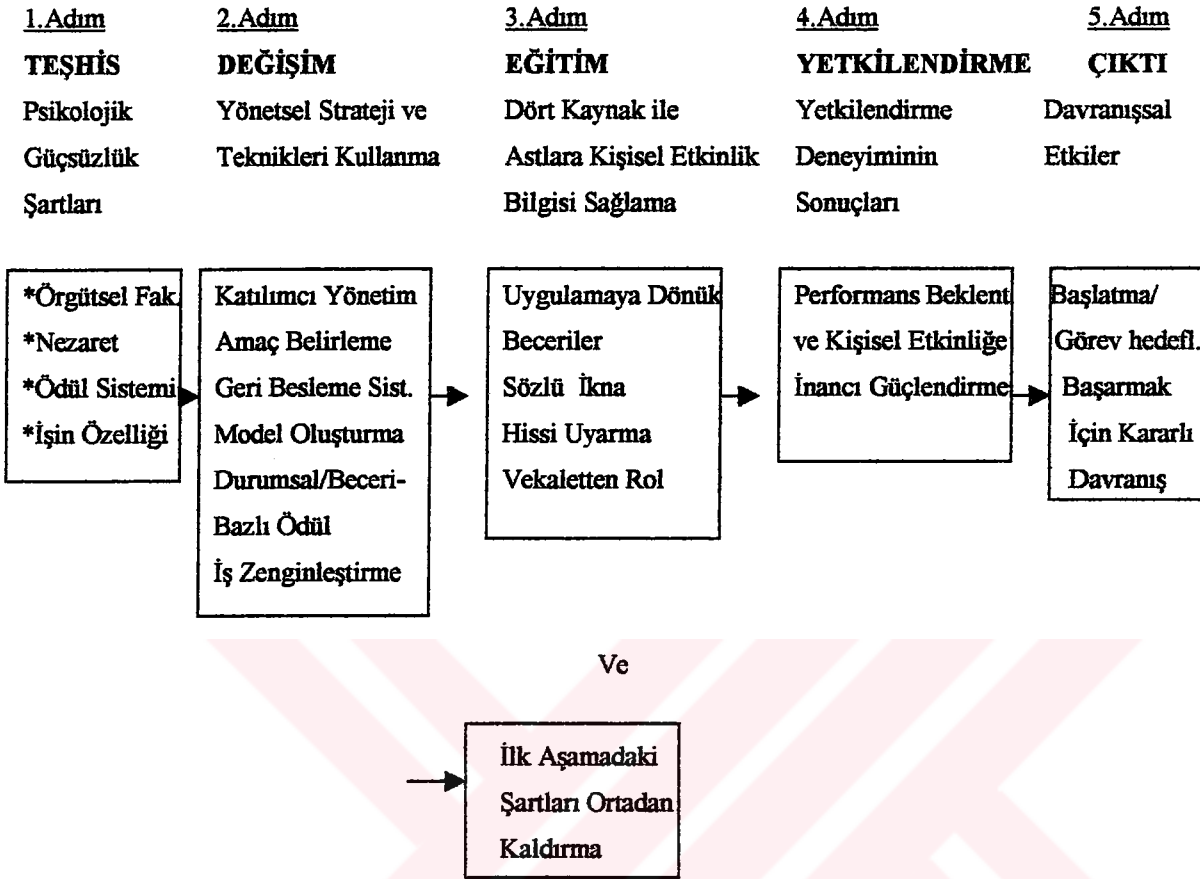 1.Adım 2.Adım 3.Adım 4.Adım 5.Adım
TEŞHİS DEĞİŞİM EĞİTİM YETKİLENDİRME ÇIKTI
Psikolojik Yönetsel Strateji ve Dört Kaynak ile Yetkilendirme Davranışsal
Güçsüzlük Teknikleri Kullanma Astlara Kişisel Etkinlik Deneyiminin Etkiler
Şartları Bilgisi Sağlama Sonuçları
*Örgütsel Fak.
*Nezaret
*Ödül Sistemi
*İşin Özelliği
Katılımcı Yönetim
Amaç Belirleme
Geri Besleme Sist.
Model Oluşturma
Durumsal/Beceri-
Bazlı Ödül
İş Zenginleştirme
Uygulamaya Dönük
Beceriler
Sözlü İkna
Hissi Uyarma
Vekaletten Rol
Performans Beklent
ve Kişisel Etkinliğe
İnancı Güçlendirme
Başlatma/
Görev hedefl.
Başarmak
İçin Kararlı
Davranış
Ve
İlk Aşamadaki
Şartları Ortadan
Kaldırma